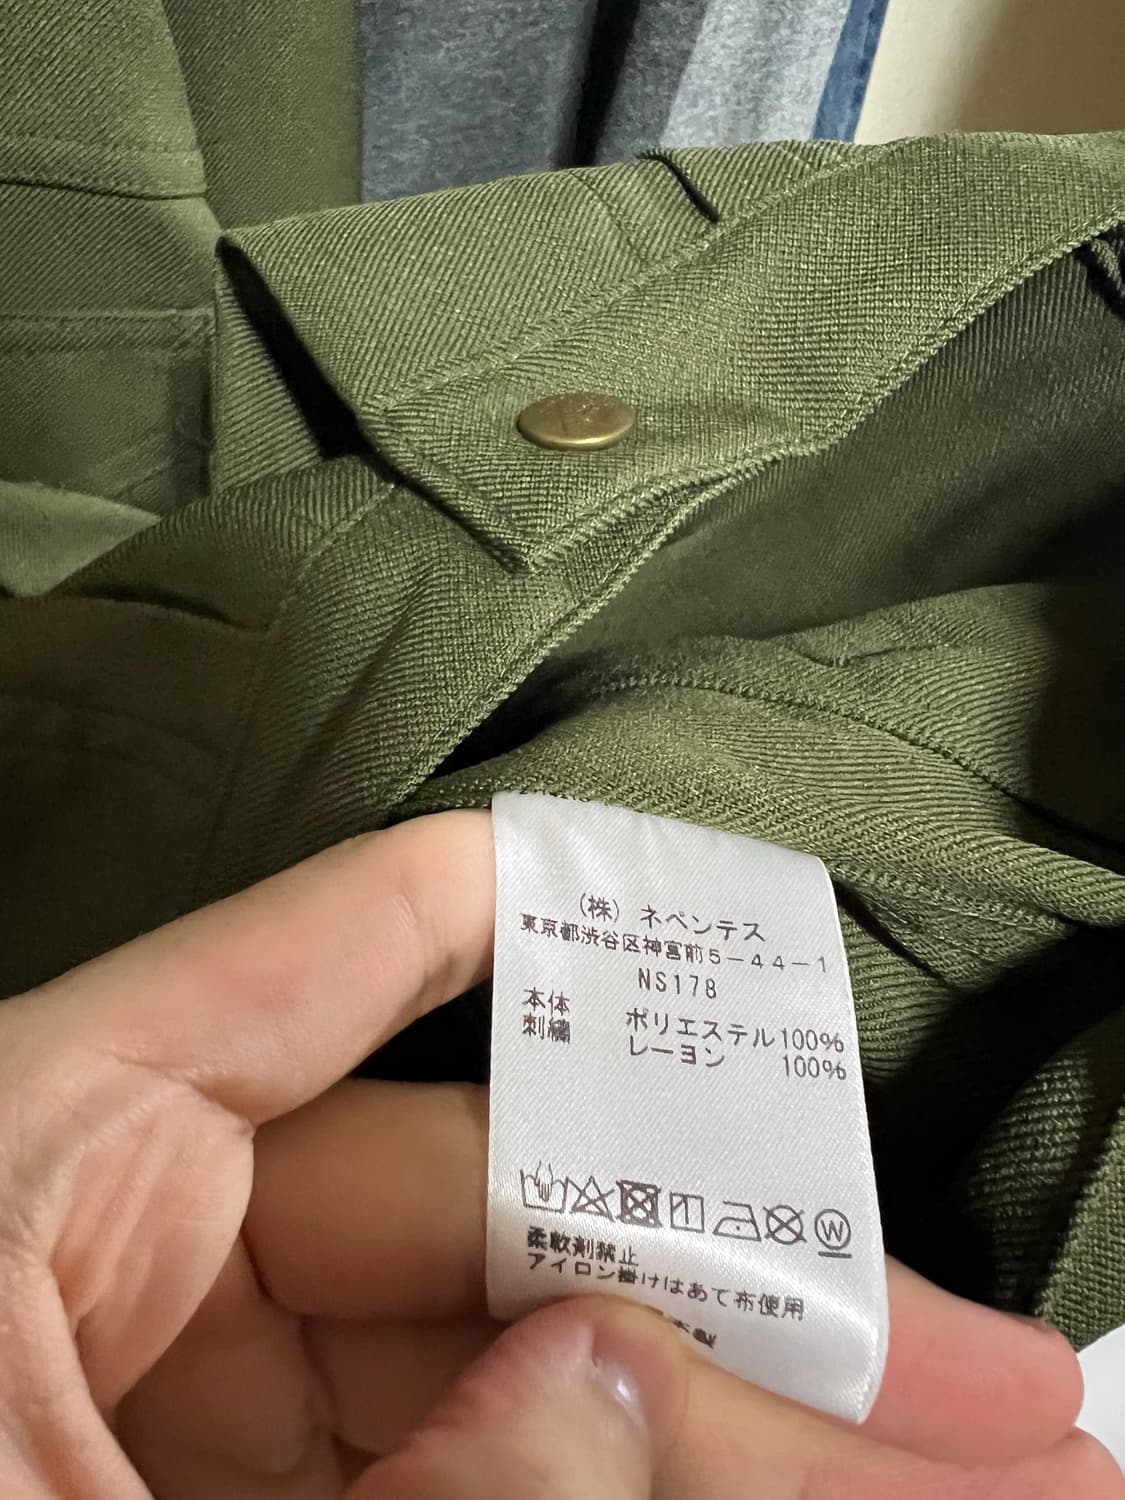 (株) ネペンテス
東京都渋谷区神宮前5-44-1
NS178
本体 ポリエステル100%
刺繍 レーヨン 100%
W
柔軟剤禁止
アイロン掛けはあて布使用
本製